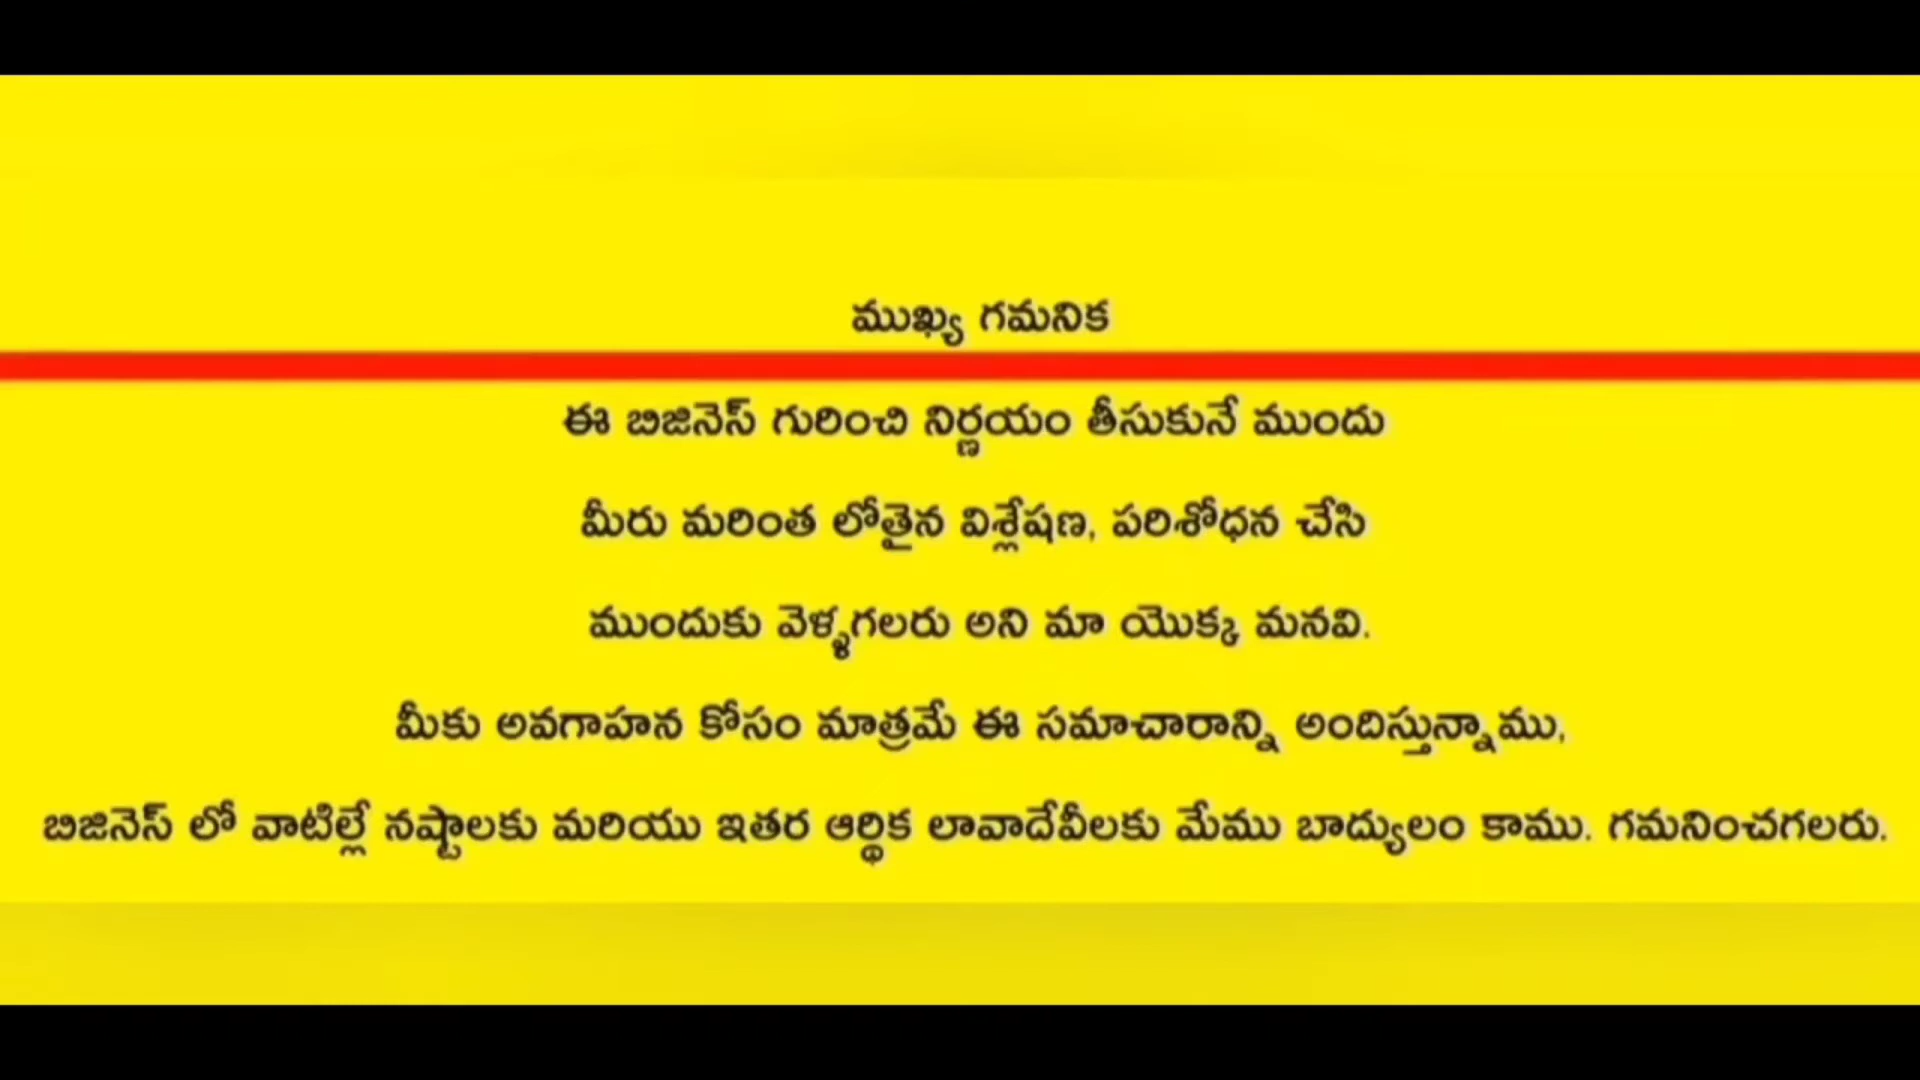 ముఖ్య గమనిక
ఈ బిజినెస్ గురించి నిర్ణయం తీసుకునే ముందు
మీరు మరింత లోతైన విశ్లేషణ, పరిశోధన చేసి
ముందుకు వెళ్ళగలరు అని మా యొక్క మనవి.
మీకు అవగాహన కోసం మాత్రమే ఈ సమాచారాన్ని అందిస్తున్నాము,
బిజినెస్ లో వాటిల్లే నష్టాలకు మరియు ఇతర ఆర్థిక లావాదేవీలకు మేము బాద్యులం కాము. గమనించగలరు.